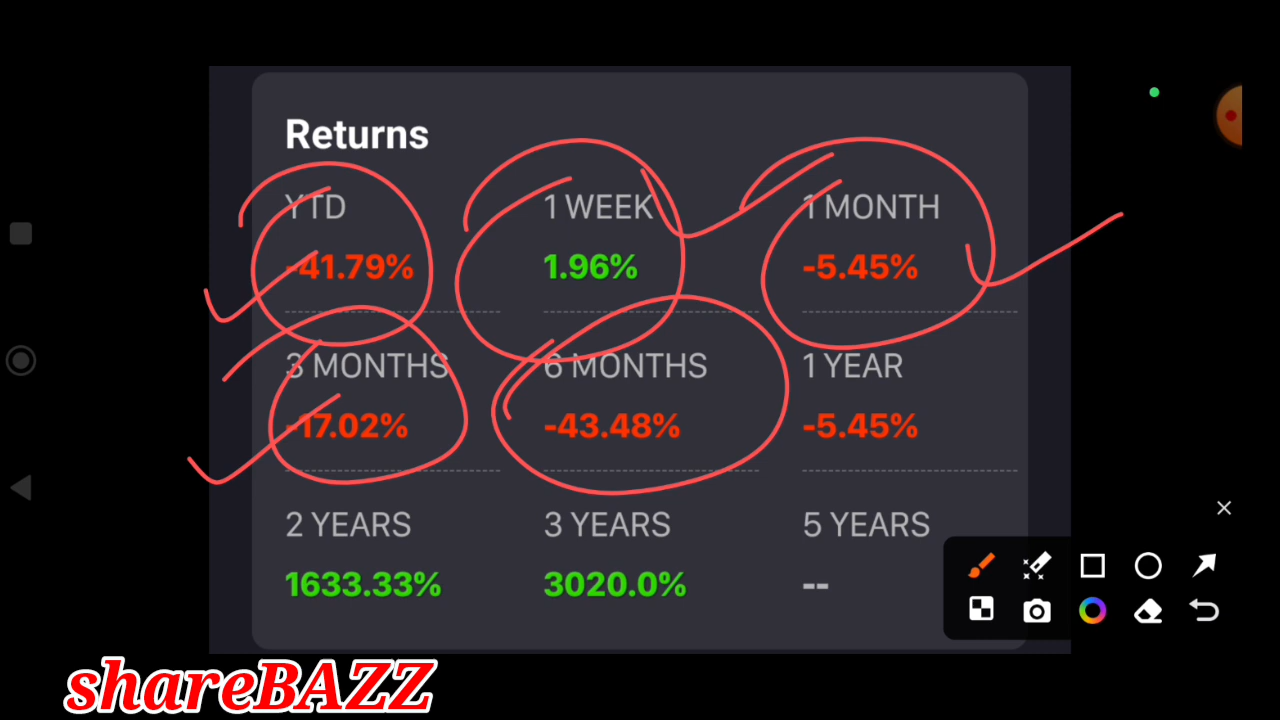 Returns
YTD 1 WEEK 1 MONTH
-41.79% 1.96% -5.45%
3 MONTHS 6 MONTHS 1 YEAR
-17.02% -43.48% -5.45%
2 YEARS 3 YEARS 5 YEARS
1633.33% 3020.0% --
shareBAZZ